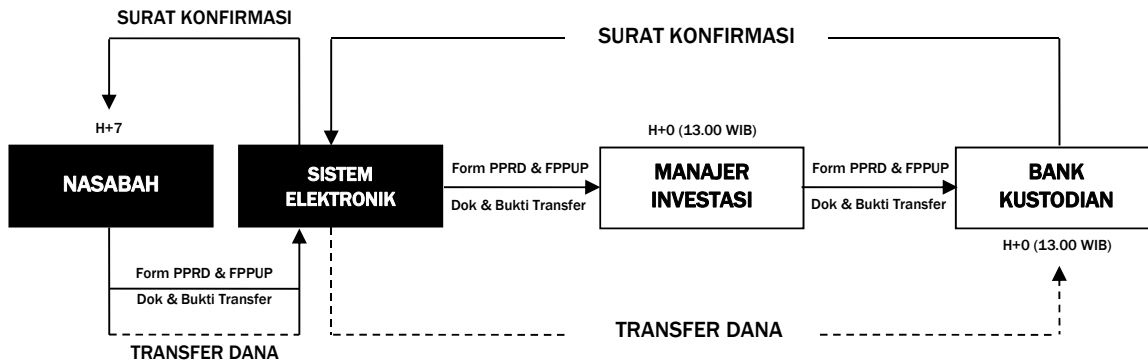 SURAT KONFIRMASI
SURAT KONFIRMASI
H+7
H+0 (13.00 WIB)
NASABAH
SISTEM
ELEKTRONIK
Form PPRD & FPPUP
Dok & Bukti Transfer
MANAJER
INVESTASI
Form PPRD & FPPUP
Dok & Bukti Transfer
BANK
KUSTODIAN
H+0 (13.00 WIB)
Form PPRD & FPPUP
Dok & Bukti Transfer
TRANSFER DANA
TRANSFER DANA